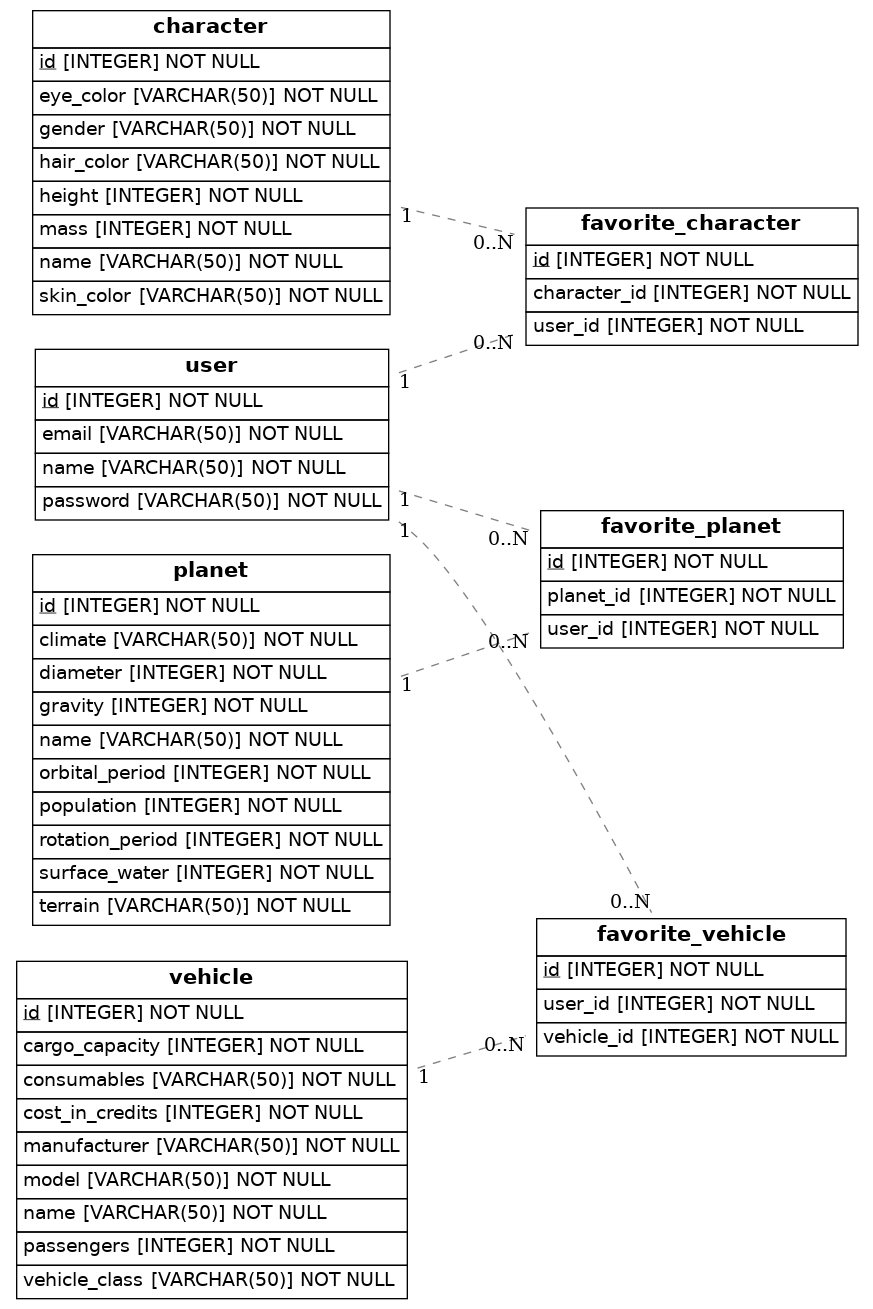 character
id [INTEGER] NOT NULL
eye_color [VARCHAR(50)] NOT NULL
gender [VARCHAR(50)] NOT NULL
hair_color [VARCHAR(50)] NOT NULL
height [INTEGER] NOT NULL
mass [INTEGER] NOT NULL
name [VARCHAR(50)] NOT NULL
skin_color [VARCHAR(50)] NOT NULL
1
0..N
favorite_character
id [INTEGER] NOT NULL
character_id [INTEGER] NOT NULL
user_id [INTEGER] NOT NULL
0..N
1
user
id [INTEGER] NOT NULL
email [VARCHAR(50)] NOT NULL
name [VARCHAR(50)] NOT NULL
password [VARCHAR(50)] NOT NULL
1
0..N
1
favorite_planet
id [INTEGER] NOT NULL
planet_id [INTEGER] NOT NULL
user_id [INTEGER] NOT NULL
0..N
1
planet
id [INTEGER] NOT NULL
climate [VARCHAR(50)] NOT NULL
diameter [INTEGER] NOT NULL
gravity [INTEGER] NOT NULL
name [VARCHAR(50)] NOT NULL
orbital_period [INTEGER] NOT NULL
population [INTEGER] NOT NULL
rotation_period [INTEGER] NOT NULL
surface_water [INTEGER] NOT NULL
terrain [VARCHAR(50)] NOT NULL
0..N
favorite_vehicle
id [INTEGER] NOT NULL
user_id [INTEGER] NOT NULL
vehicle_id [INTEGER] NOT NULL
0..N
1
vehicle
id [INTEGER] NOT NULL
cargo_capacity [INTEGER] NOT NULL
consumables [VARCHAR(50)] NOT NULL
cost_in_credits [INTEGER] NOT NULL
manufacturer [VARCHAR(50)] NOT NULL
model [VARCHAR(50)] NOT NULL
name [VARCHAR(50)] NOT NULL
passengers [INTEGER] NOT NULL
vehicle_class [VARCHAR(50)] NOT NULL